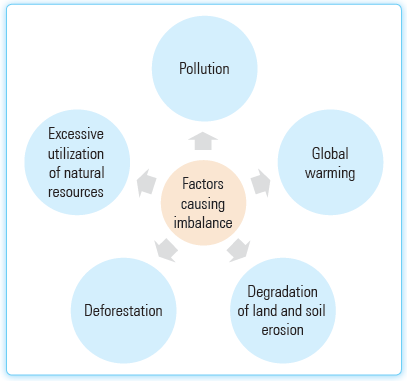 Pollution
Excessive
utilization
of natural
resources
Global
warming
Factors
causing
imbalance
Deforestation
Degradation
of land and soil
erosion